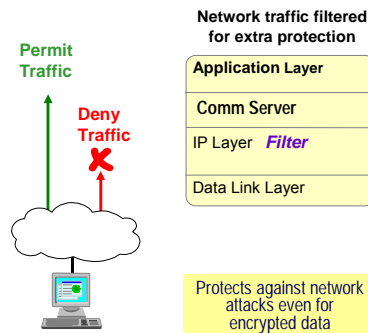 Network traffic filtered
for extra protection
Permit
Traffic
Deny
Traffic
Application Layer
Comm Server
IP Layer Filter
Data Link Layer
Protects against network
attacks even for
encrypted data